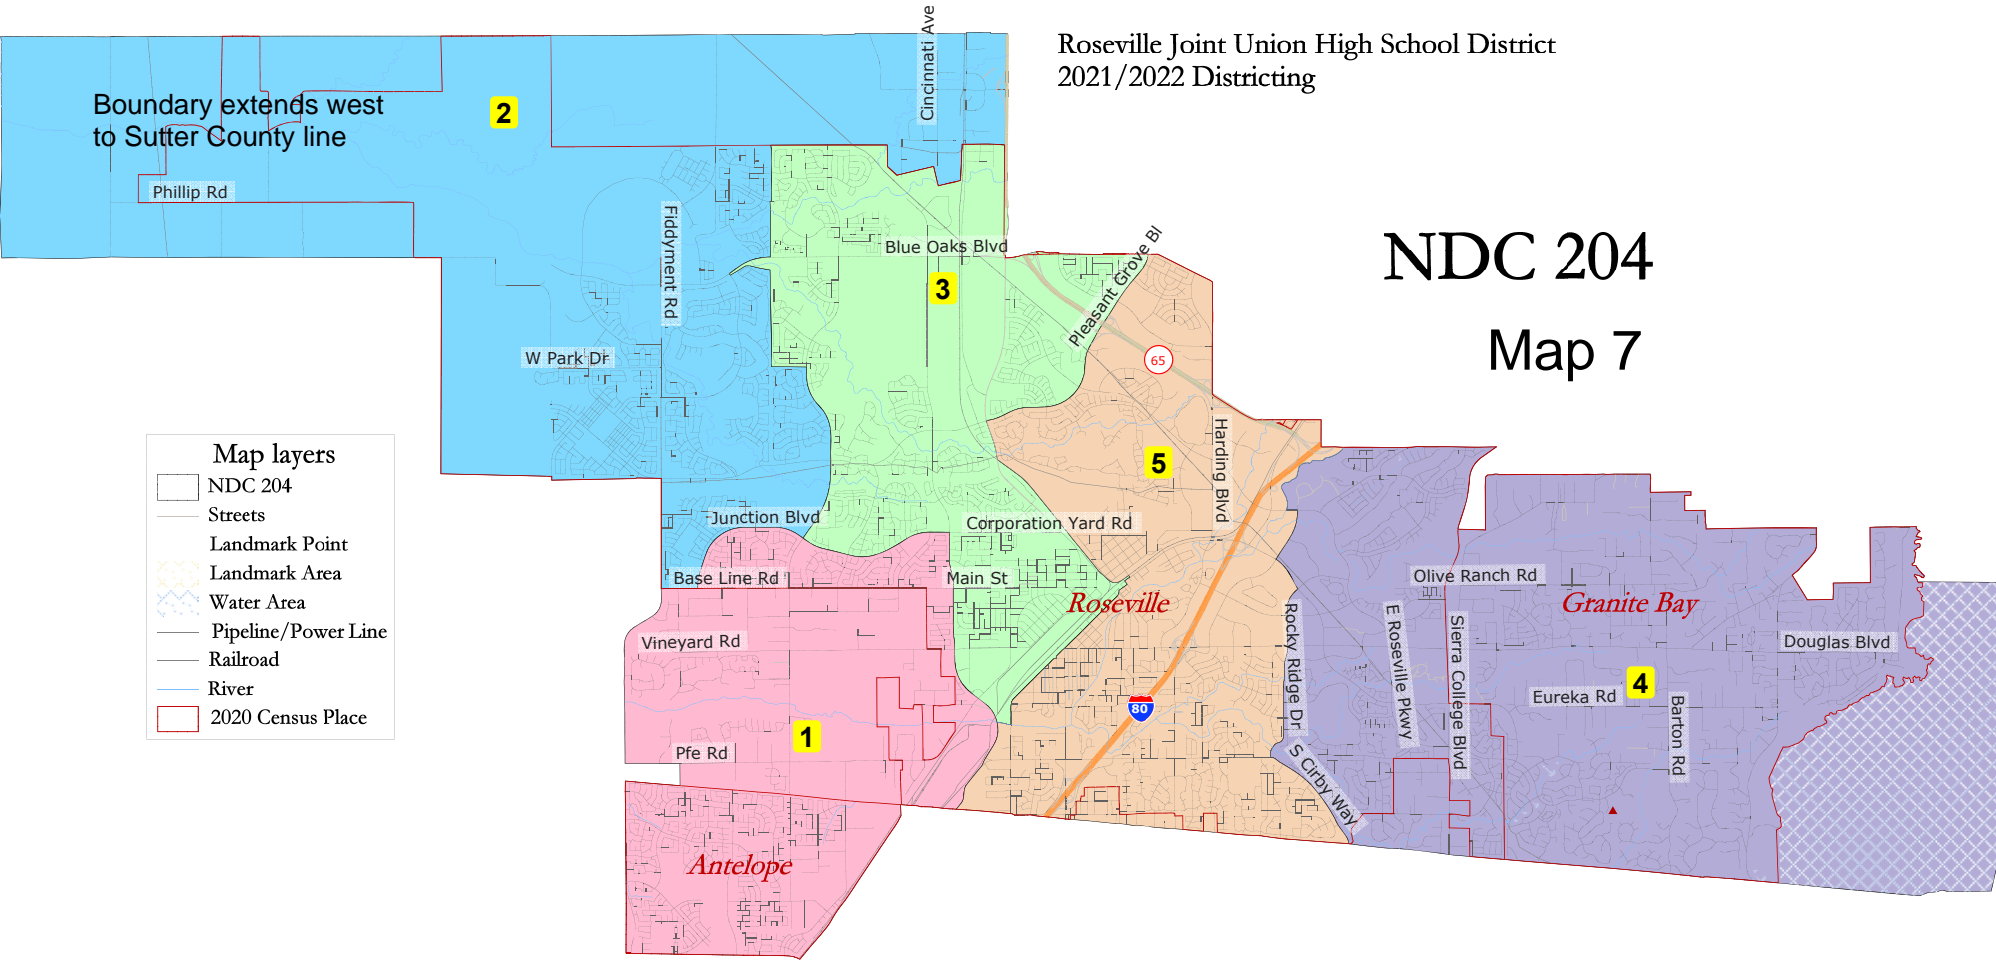 Cincinnati Ave
Roseville Joint Union High School District
2021/2022 Districting
Boundary extends west
to Sutter County line
2
Phillip Rd
Fiddyment Rd
Blue Oaks Blvd
Pleasant Grove Bl
NDC 204
Map 7
3
W Park Dr
65
Harding Blvd
5
Map layers
NDC 204
Streets
Landmark Point
Landmark Area
Water Area
Pipeline/Power Line
Railroad
River
2020 Census Place
Junction Blvd
Corporation Yard Rd
Base Line Rd
Main St
Roseville
Olive Ranch Rd
Granite Bay
Rocky Ridge Dr
E Roseville Pkwy
Sierra College Blvd
Vineyard Rd
Douglas Blvd
4
Eureka Rd
Barton Rd
80
1
Pfe Rd
S Cirby Way
Antelope